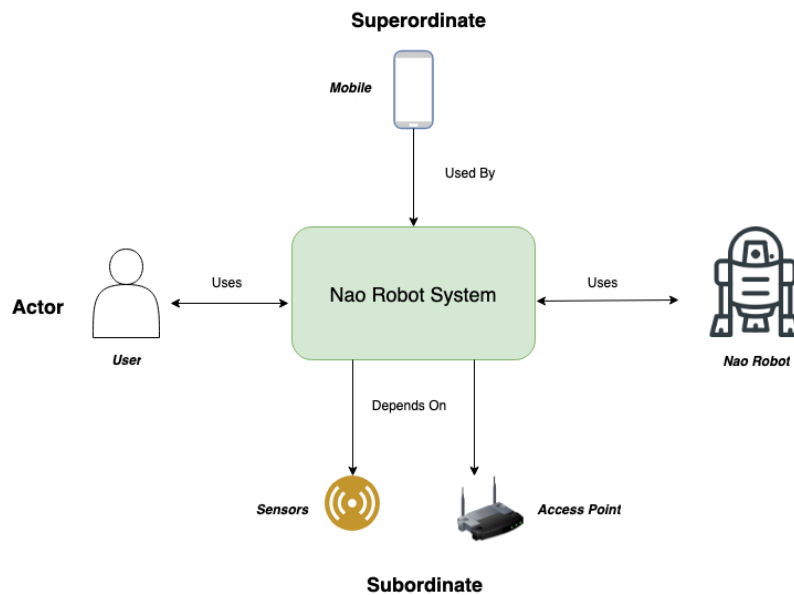 Superordinate
Mobile
Used By
Uses
Nao Robot System
Uses
Actor
User
Nao Robot
Depends On
Sensors
Access Point
Subordinate